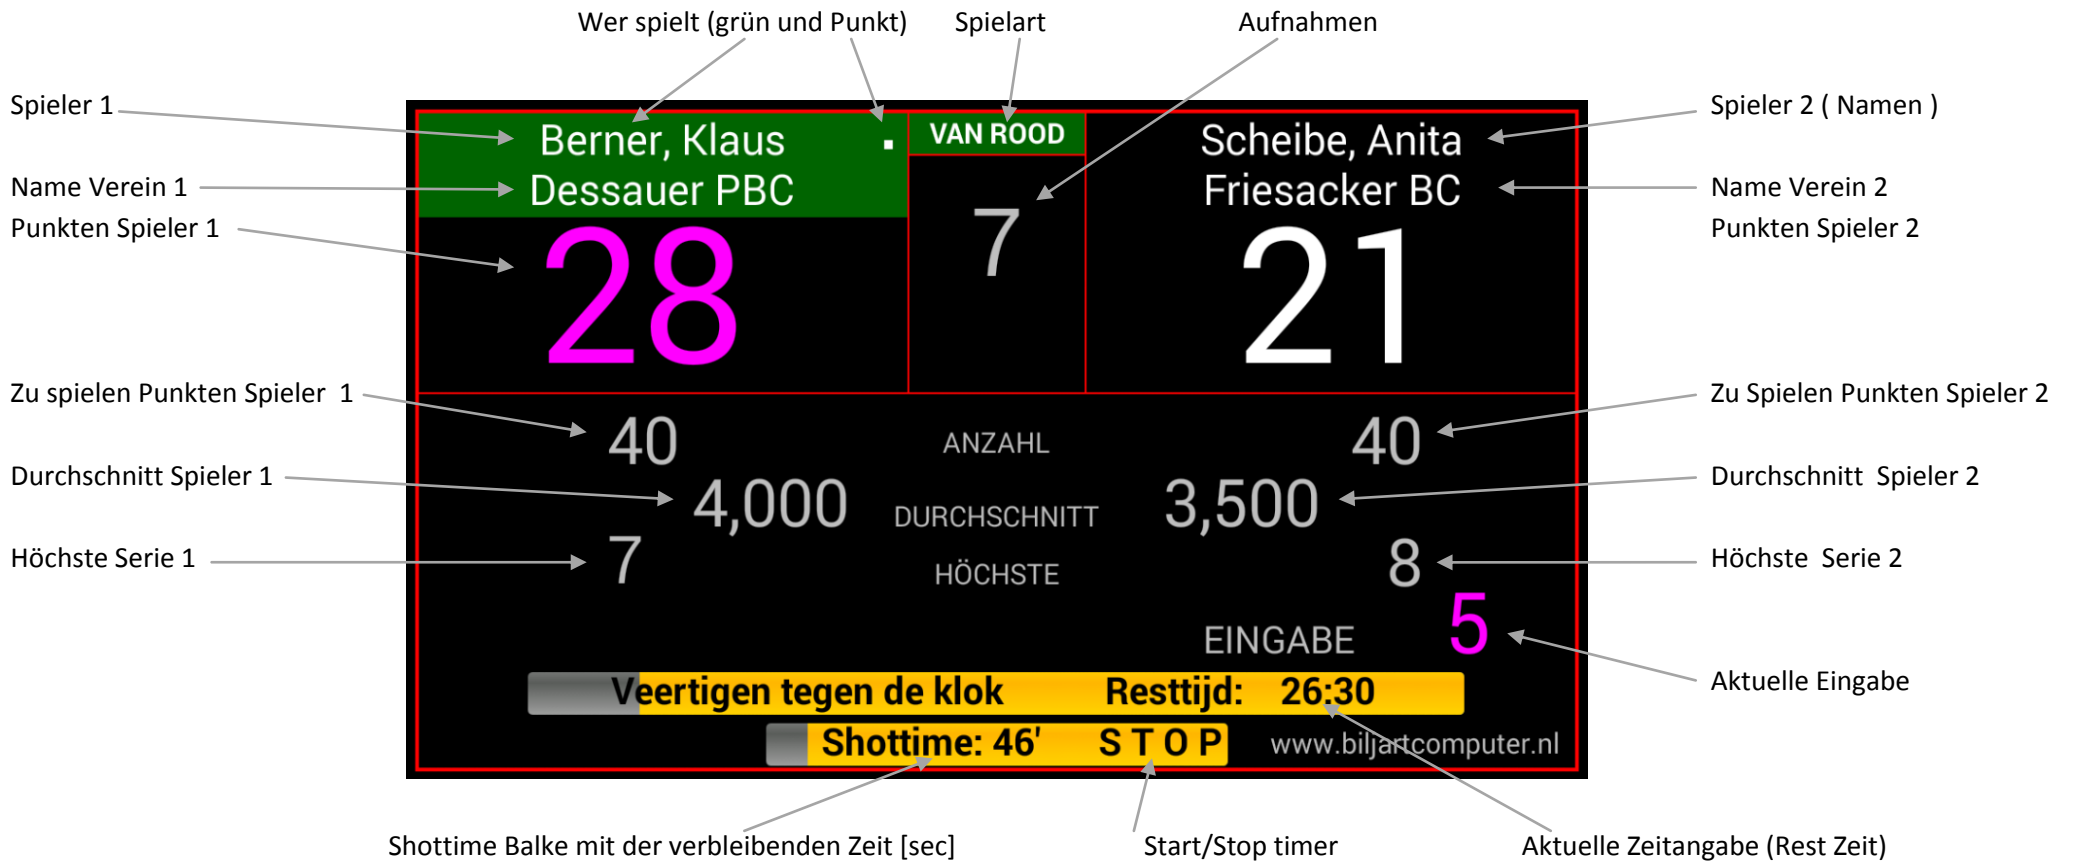 Wer spielt (grün und Punkt)
Spielart
Aufnahmen
Spieler 1
Berner, Klaus
VAN ROOD
Scheibe, Anita
Spieler 2 ( Namen )
Name Verein 1
Dessauer PBC
Friesacker BC
Name Verein 2
Punkten Spieler 1
28
7
21
Punkten Spieler 2
Zu spielen Punkten Spieler 1
40
ANZAHL
40
Zu Spielen Punkten Spieler 2
Durchschnitt Spieler 1
4,000
DURCHSCHNITT
3,500
Durchschnitt Spieler 2
Höchste Serie 1
7
HÖCHSTE
8
Höchste Serie 2
EINGABE
5
Aktuelle Eingabe
Veertigen tegen de klok Resttijd: 26:30
Shottime: 46' S T O P
www.biljartcomputer.nl
Shottime Balke mit der verbleibenden Zeit [sec]
Start/Stop timer
Aktuelle Zeitangabe (Rest Zeit)